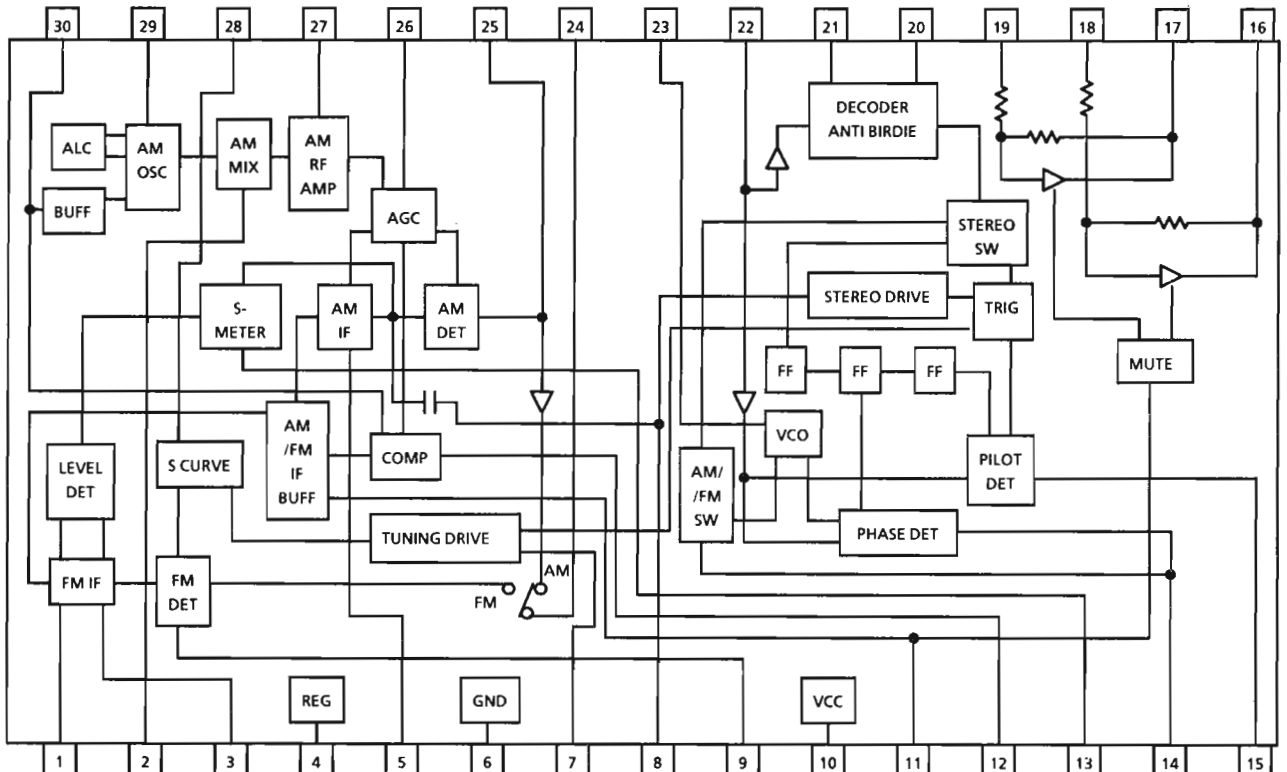 30 29 28 27 26 25 24 23 22 21 20 19 18 17 16
ALC
AM
OSC
AM
MIX
AM
RF
AMP
DECODER
ANTI BIRDIE
BUFF
AGC
STEREO
SW
S-
METER
AM
IF
AM
DET
STEREO DRIVE
TRIG
MUTE
FF
FF
FF
AM
/FM
IF
BUFF
COMP
VCO
LEVEL
DET
S CURVE
AM/
/FM
SW
PILOT
DET
TUNING DRIVE
PHASE DET
FM IF
FM
DET
FM
AM
REG
GND
VCC
1 2 3 4 5 6 7 8 9 10 11 12 13 14 15